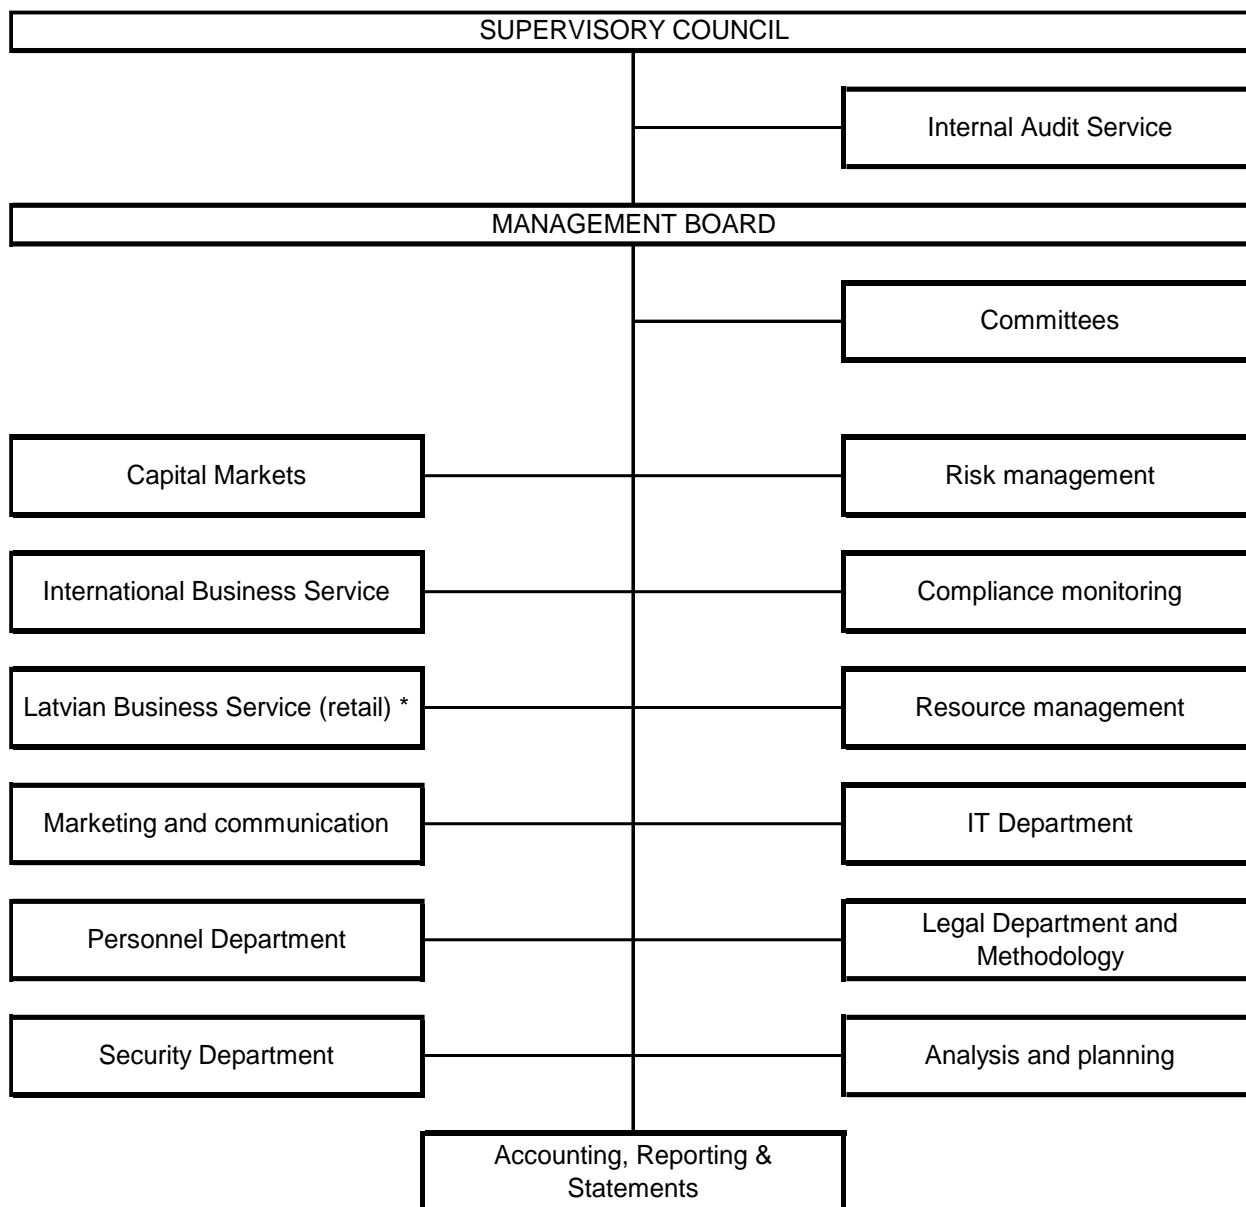 SUPERVISORY COUNCIL
Internal Audit Service
MANAGEMENT BOARD
Committees
Capital Markets
Risk management
International Business Service
Compliance monitoring
Latvian Business Service (retail) *
Resource management
Marketing and communication
IT Department
Personnel Department
Legal Department and
Methodology
Security Department
Analysis and planning
Accounting, Reporting &
Statements